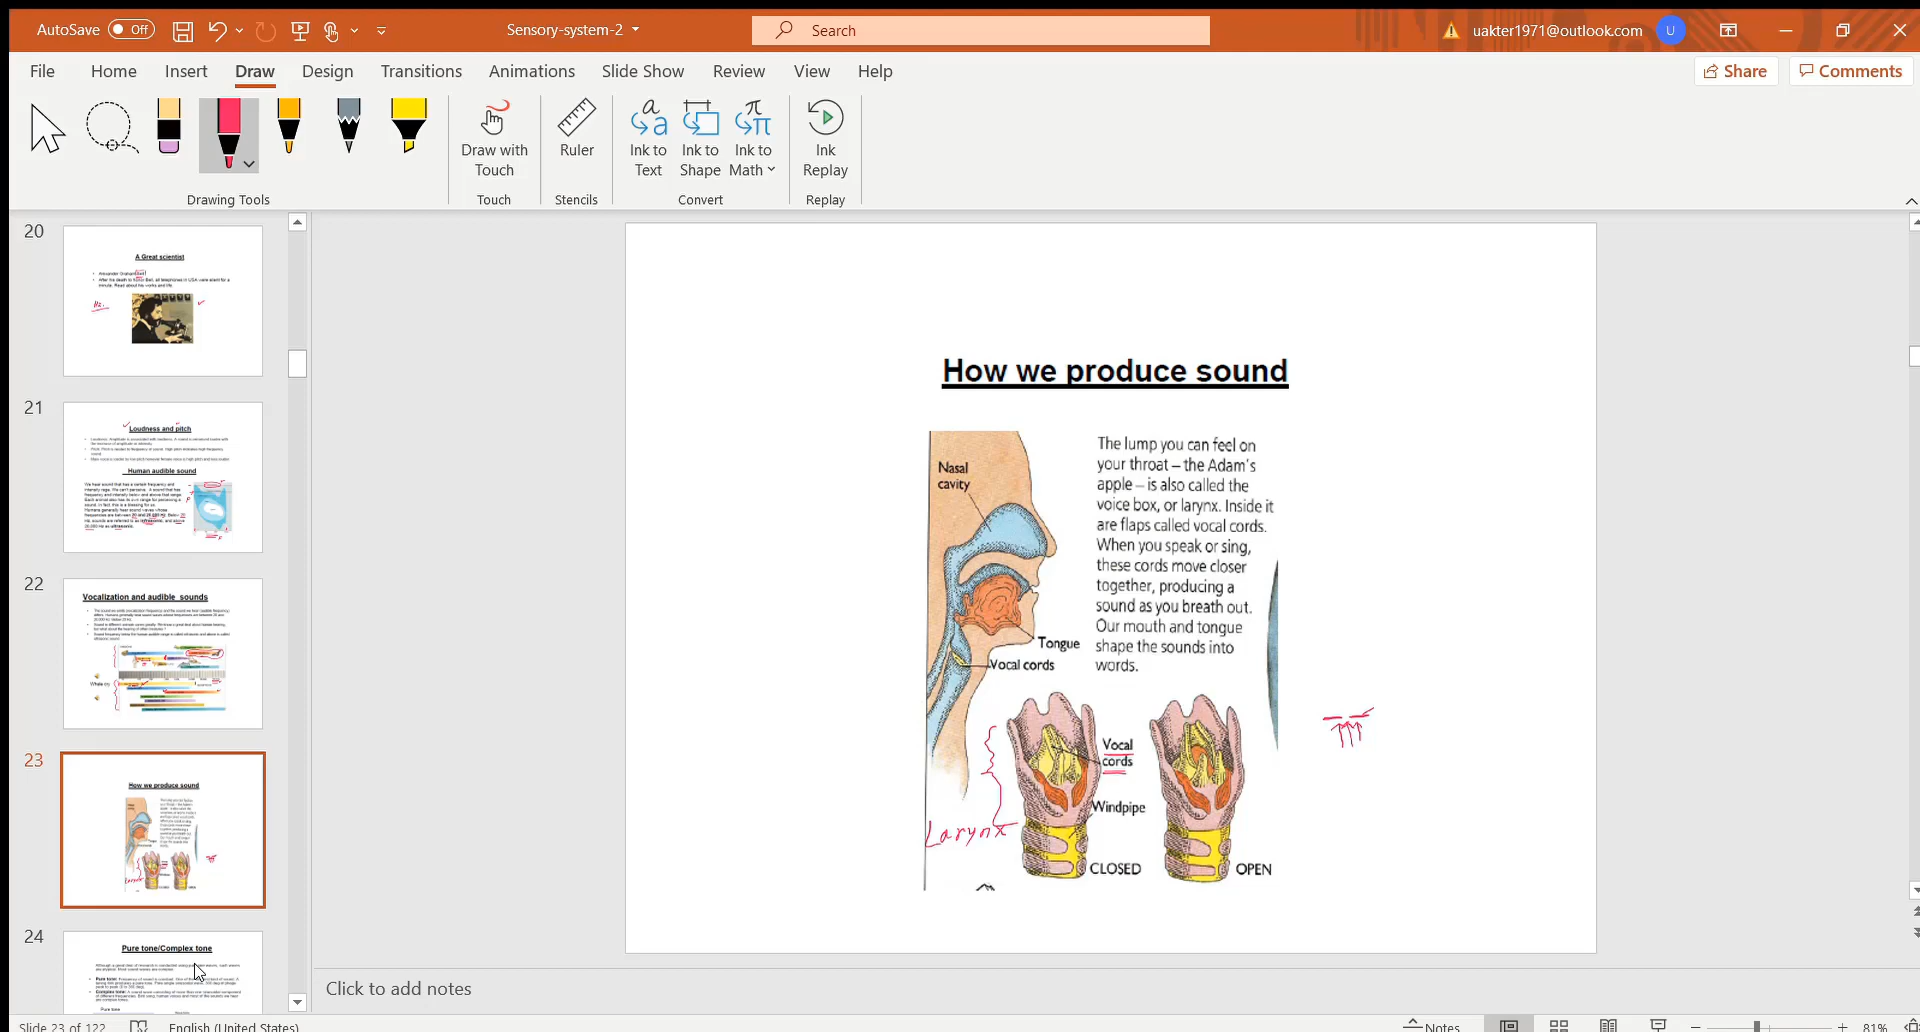 AutoSave Off
Sensory-system-2
Search
uakter1971@outlook.com
U
File Home Insert Draw Design Transitions Animations Slide Show Review View Help
Share Comments
Draw with Touch
Ruler
Ink to Text
Ink to Shape
Ink to Math
Ink Replay
Drawing Tools
Touch
Stencils
Convert
Replay
20
A Great scientist
21
Loudness and pitch
Human audible sound
22
Vocalization and audible sounds
Whale cry
23
How we produce sound
24
Pure tone/Complex tone
Pure tone
How we produce sound
Nasal
cavity
Tongue
Vocal cords
The lump you can feel on
your throat – the Adam's
apple – is also called the
voice box, or larynx. Inside it
are flaps called vocal cords.
When you speak or sing,
these cords move closer
together, producing a
sound as you breath out.
Our mouth and tongue
shape the sounds into
words.
Vocal
cords
Windpipe
Larynx
CLOSED
OPEN
Click to add notes
Slide 23 of 122
English (United States)
Notes
81%